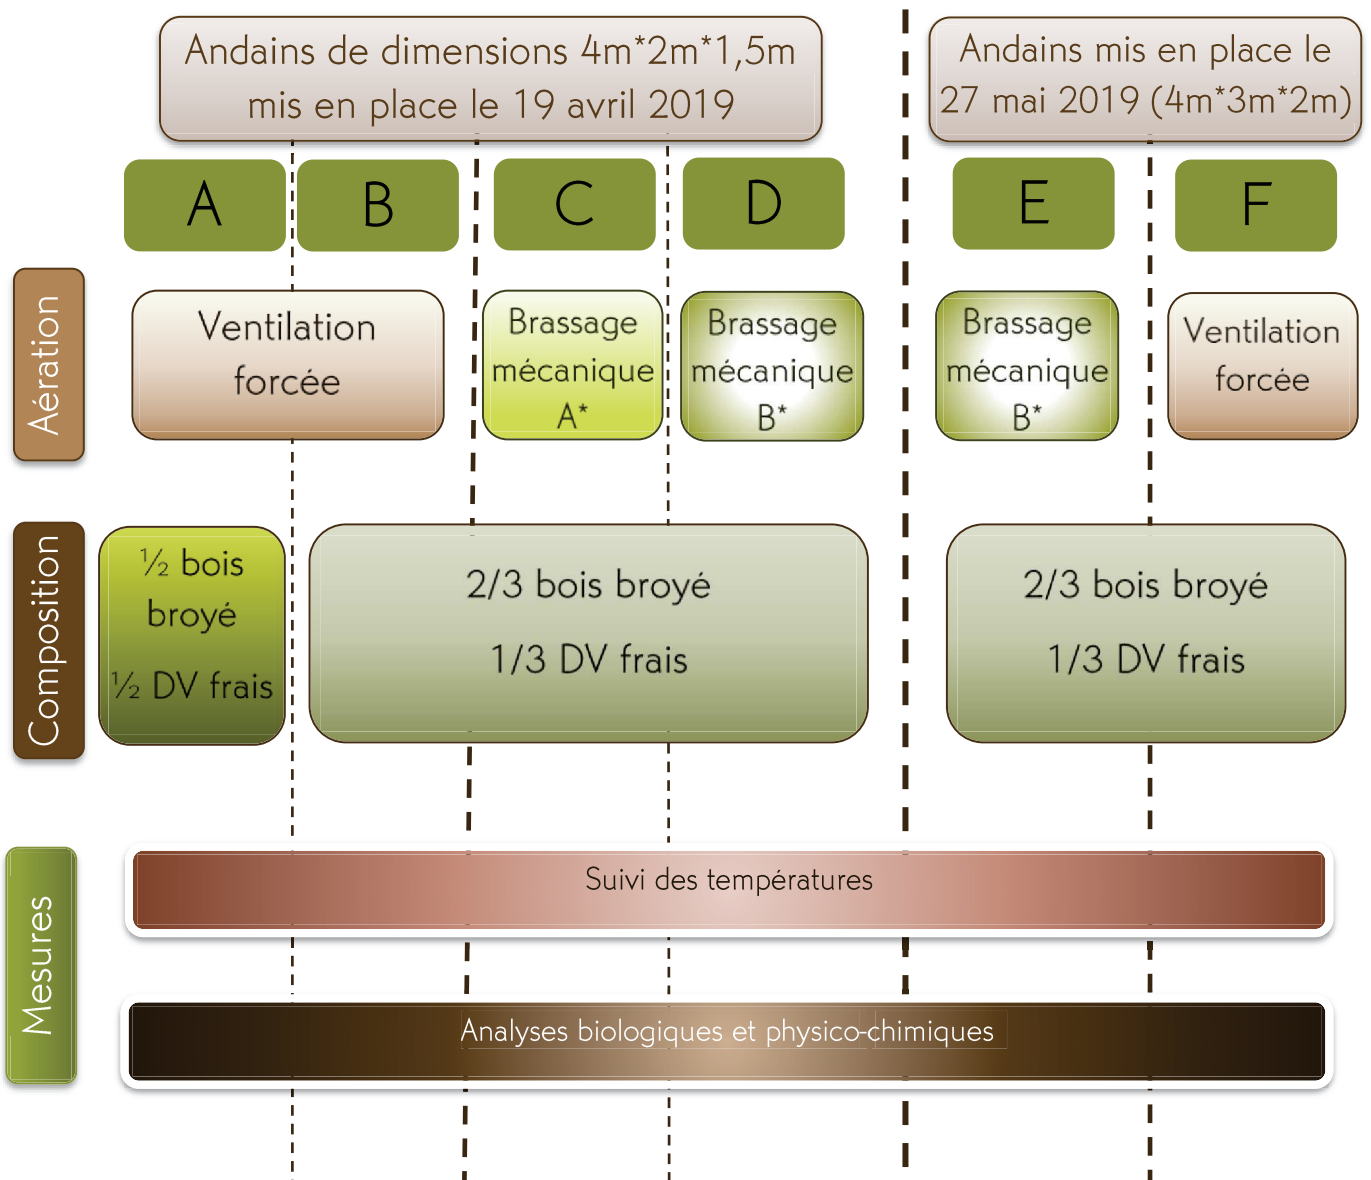 Andains de dimensions 4m*2m*1,5m
mis en place le 19 avril 2019
Andains mis en place le
27 mai 2019 (4m*3m*2m)
A
B
C
D
E
F
Aération
Ventilation
forcée
Brassage
mécanique
A*
Brassage
mécanique
B*
Brassage
mécanique
B*
Ventilation
forcée
Composition
½ bois
broyé
½ DV frais
2/3 bois broyé
1/3 DV frais
2/3 bois broyé
1/3 DV frais
Mesures
Suivi des températures
Analyses biologiques et physico-chimiques